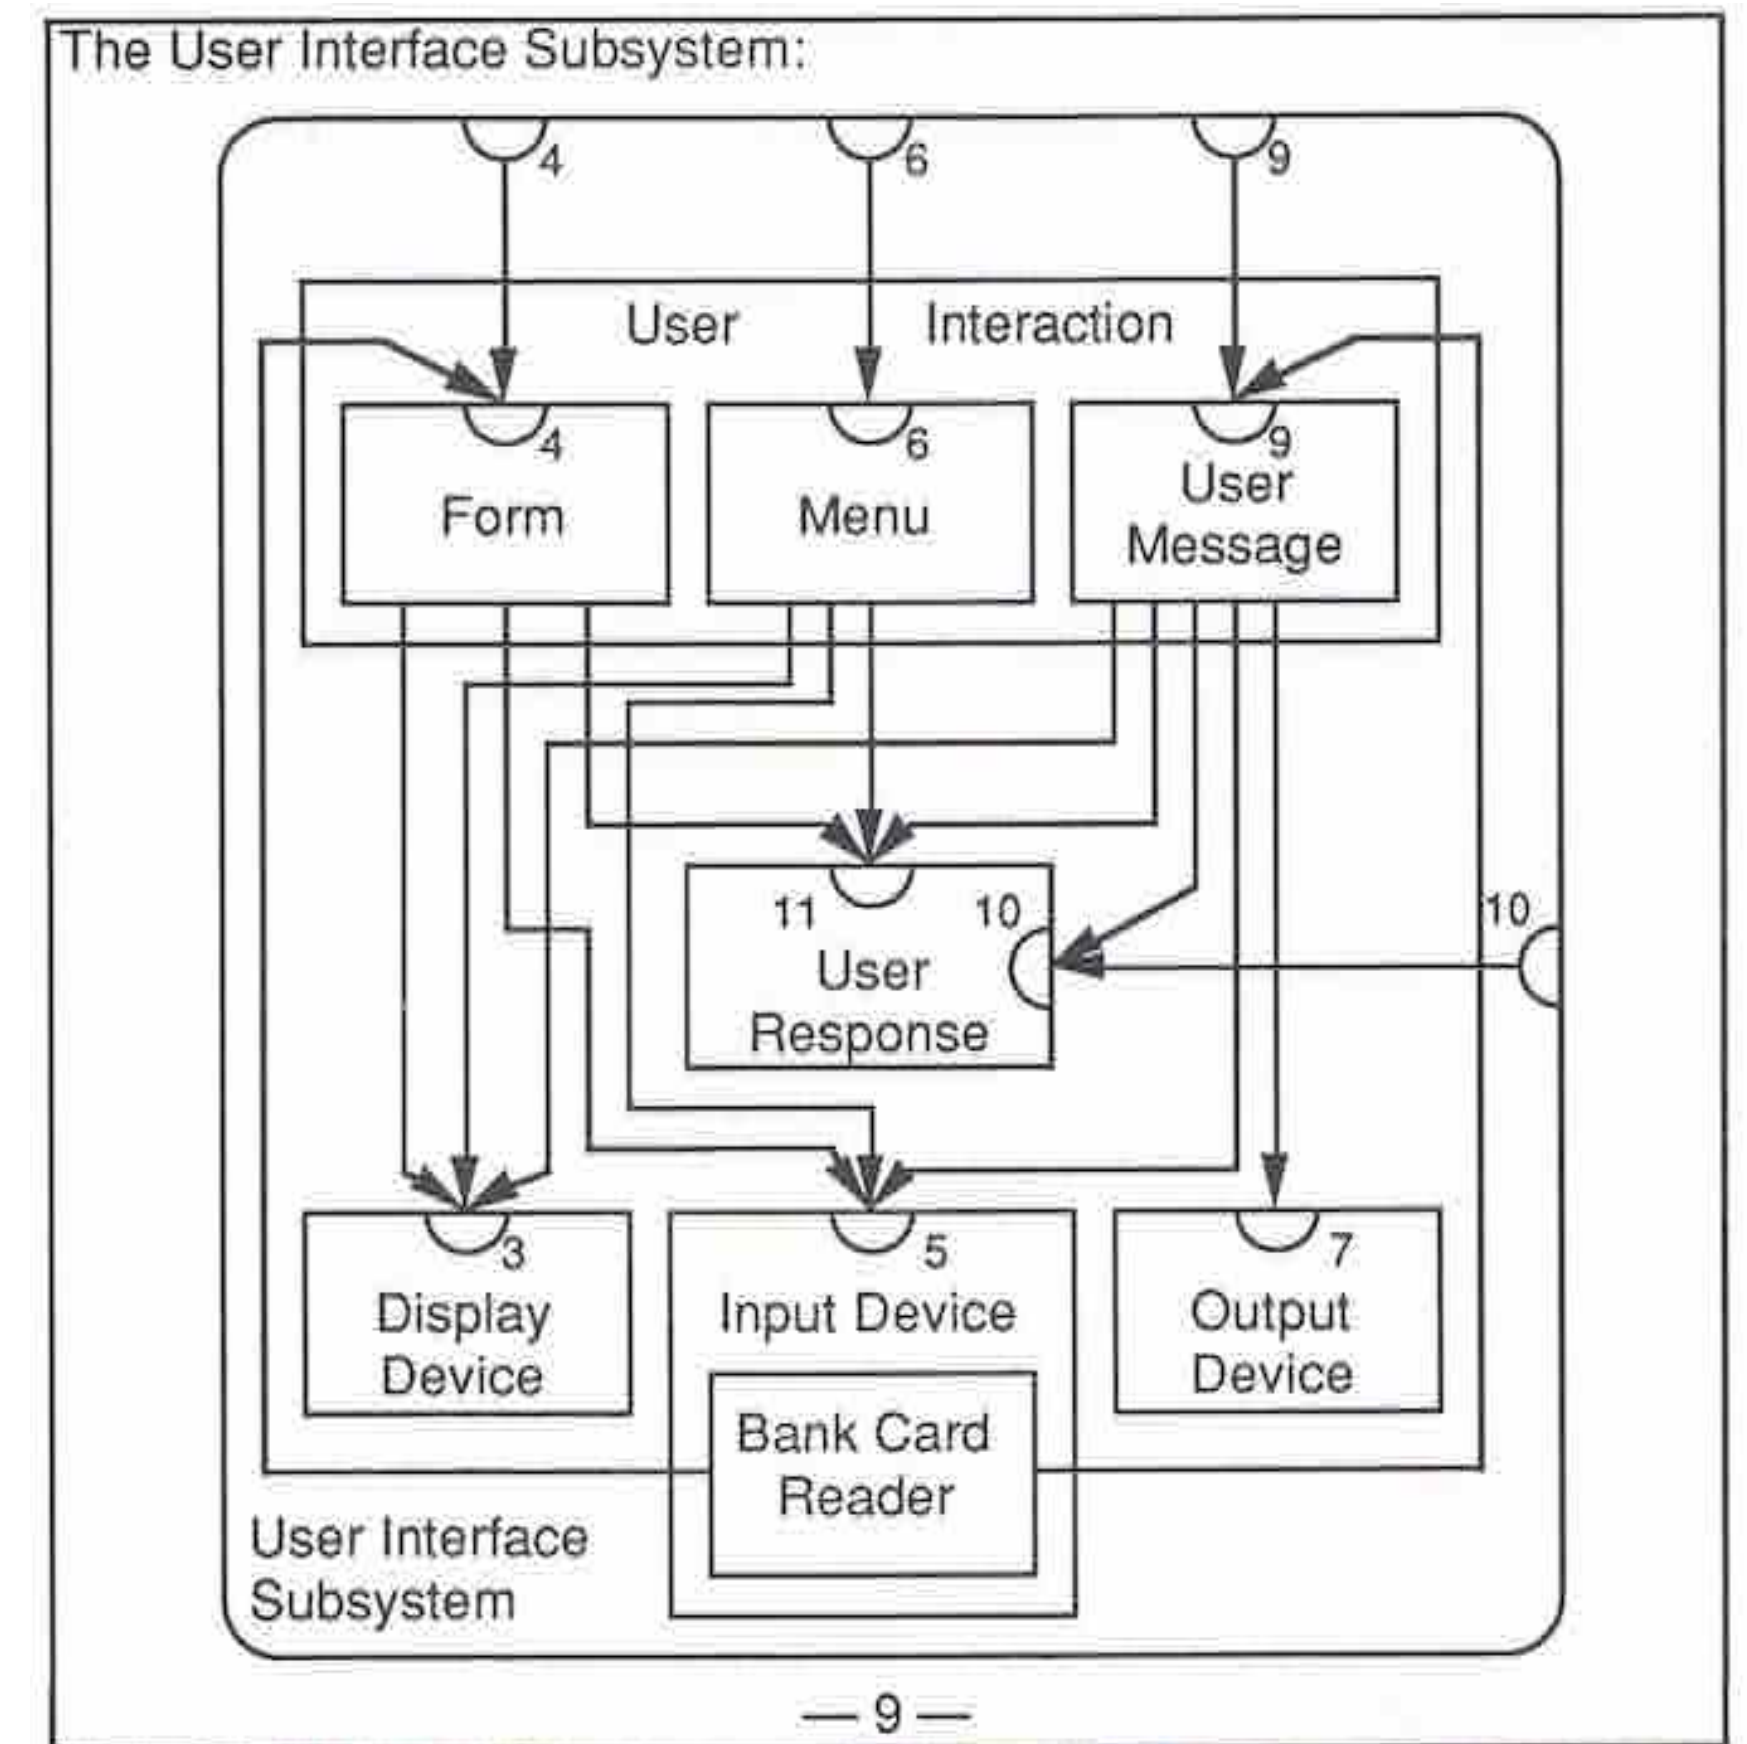 The User Interface Subsystem:
4
6
9
User Interaction
4
6
9
Form
Menu
User
Message
11
10
10
User
Response
3
5
7
Display
Device
Input Device
Output
Device
Bank Card
Reader
User Interface
Subsystem
— 9 —